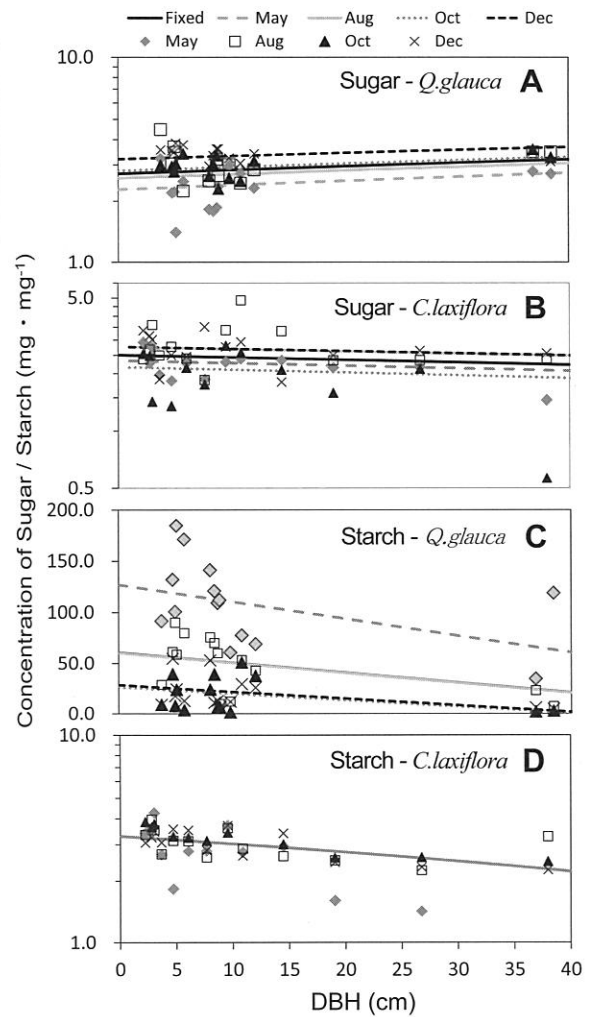 Fixed May Aug Oct Dec
May Aug Oct Dec
Concentration of Sugar / Starch (mg・mg⁻¹)
10.0
Sugar - Q.glauca A
1.0
5.0
Sugar - C.laxiflora B
0.5
200.0
Starch - Q.glauca C
150.0
100.0
50.0
0.0
10.0
Starch - C.laxiflora D
1.0
0 5 10 15 20 25 30 35 40
DBH (cm)